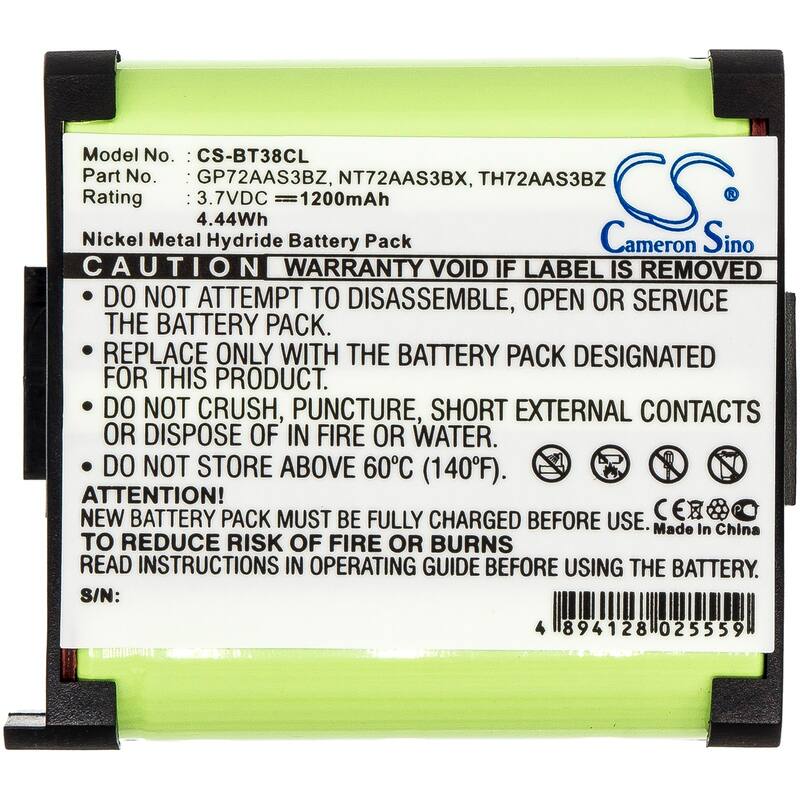 Model No. : CS-BT38CL
Part No. : GP72AAS3BZ, NT72AAS3BX, TH72AAS3BZ
Rating : 3.7VDC ⎓1200mAh
4.44Wh
Nickel Metal Hydride Battery Pack
CS®
Cameron Sino
CAUTION WARRANTY VOID IF LABEL IS REMOVED
• DO NOT ATTEMPT TO DISASSEMBLE, OPEN OR SERVICE
THE BATTERY PACK.
• REPLACE ONLY WITH THE BATTERY PACK DESIGNATED
FOR THIS PRODUCT.
• DO NOT CRUSH, PUNCTURE, SHORT EXTERNAL CONTACTS
OR DISPOSE OF IN FIRE OR WATER.
• DO NOT STORE ABOVE 60°C (140°F).
ATTENTION!
NEW BATTERY PACK MUST BE FULLY CHARGED BEFORE USE.
CE
Made In China
TO REDUCE RISK OF FIRE OR BURNS
READ INSTRUCTIONS IN OPERATING GUIDE BEFORE USING THE BATTERY.
S/N:
4 894128 025559